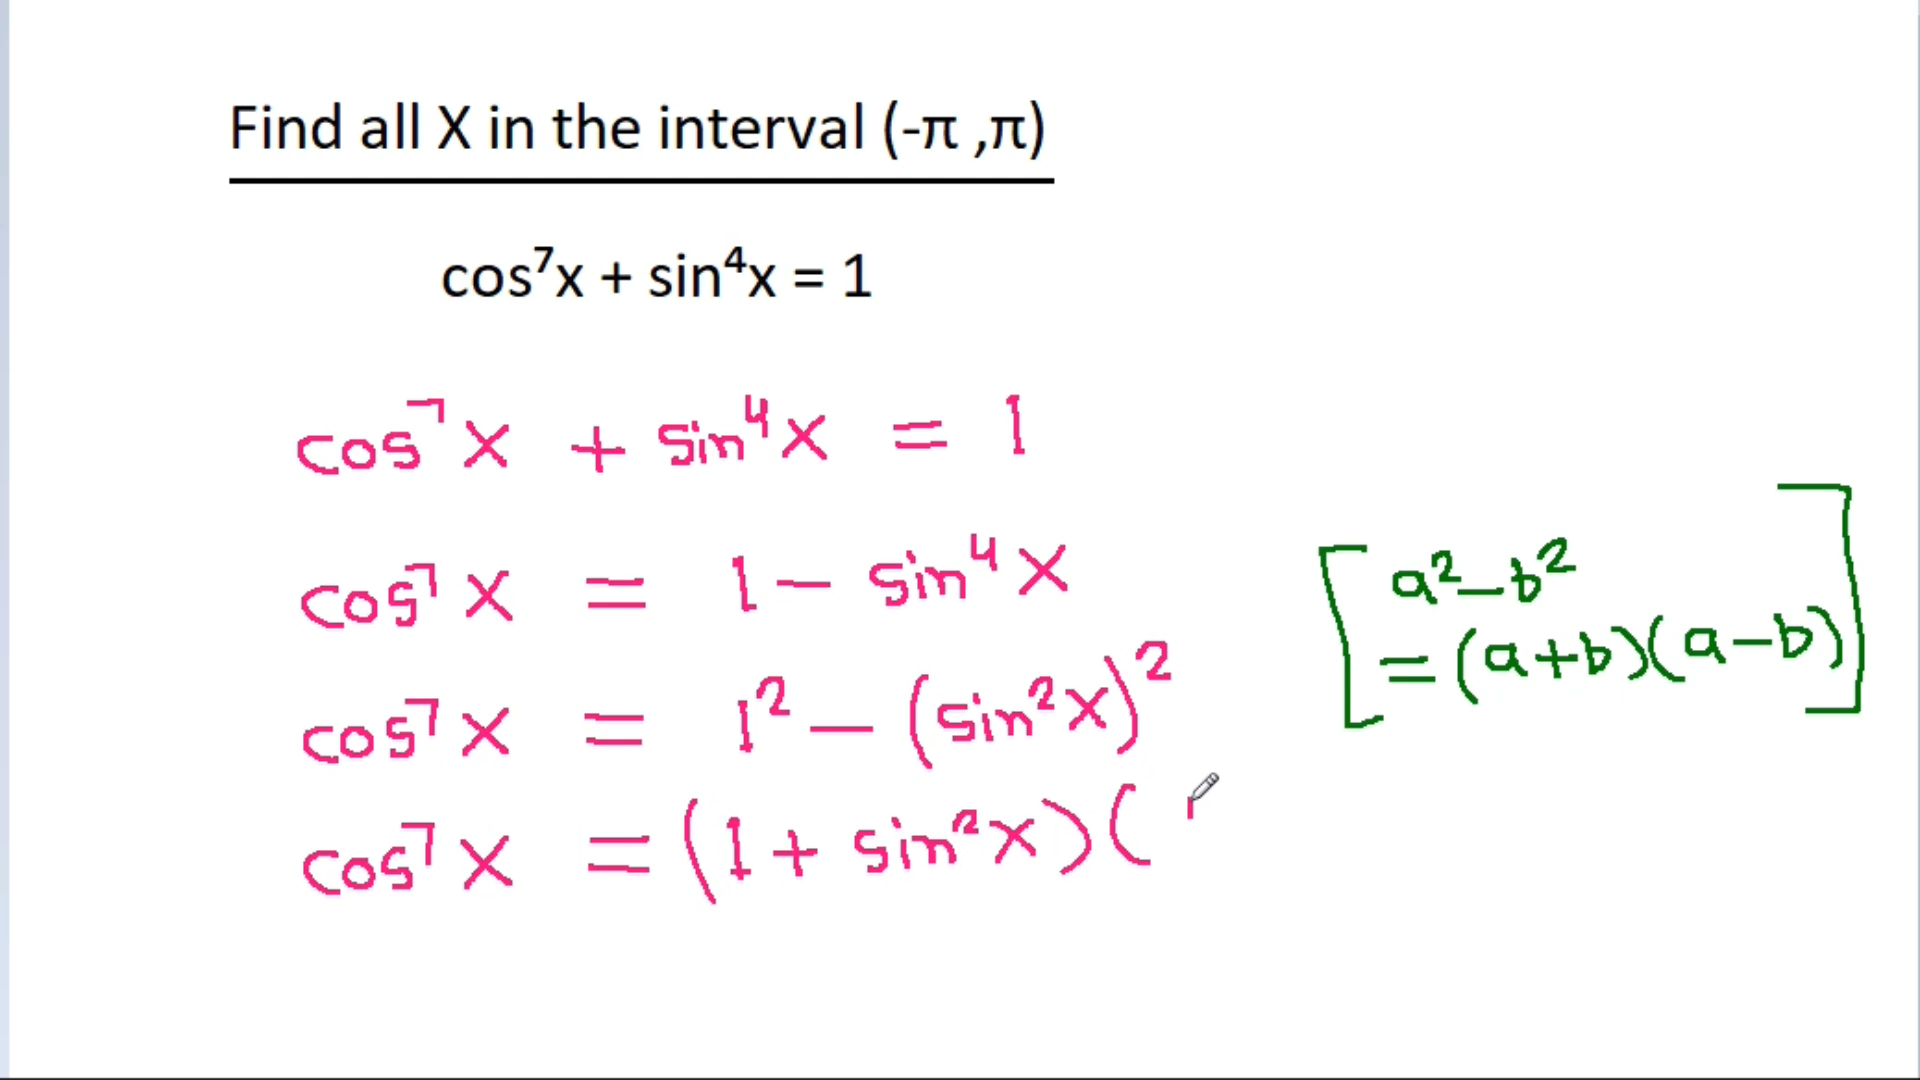 Find all X in the interval (-π ,π)
cos⁷x + sin⁴x = 1
cos⁷x + sin⁴x = 1
cos⁷x = 1 - sin⁴x
cos⁷x = 1² - (sin²x)²
cos⁷x = (1 + sin²x)(
[a² - b²
= (a+b)(a-b)]